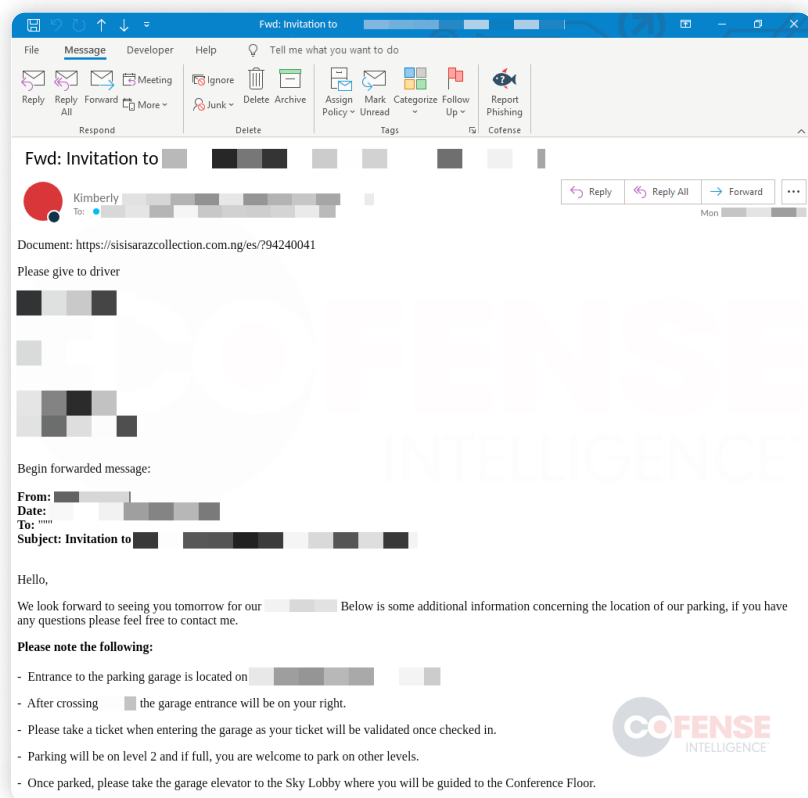 Fwd: Invitation to
File Message Developer Help Tell me what you want to do
Reply
Reply All
Forward
Meeting
More
Respond
Ignore
Junk
Delete
Archive
Delete
Assign Policy
Mark Unread
Categorize
Follow Up
Tags
Report Phishing
Cofense
Fwd: Invitation to
Kimberly
To:
Reply Reply All Forward ...
Mon
Document: https://sisisarazcollection.com.ng/es/?94240041
Please give to driver
COFENSE
INTELLIGENCE
Begin forwarded message:
From:
Date:
To: """
Subject: Invitation to
Hello,
We look forward to seeing you tomorrow for our Below is some additional information concerning the location of our parking, if you have
any questions please feel free to contact me.
Please note the following:
- Entrance to the parking garage is located on
- After crossing the garage entrance will be on your right.
- Please take a ticket when entering the garage as your ticket will be validated once checked in.
- Parking will be on level 2 and if full, you are welcome to park on other levels.
- Once parked, please take the garage elevator to the Sky Lobby where you will be guided to the Conference Floor.
COFENSE
INTELLIGENCE